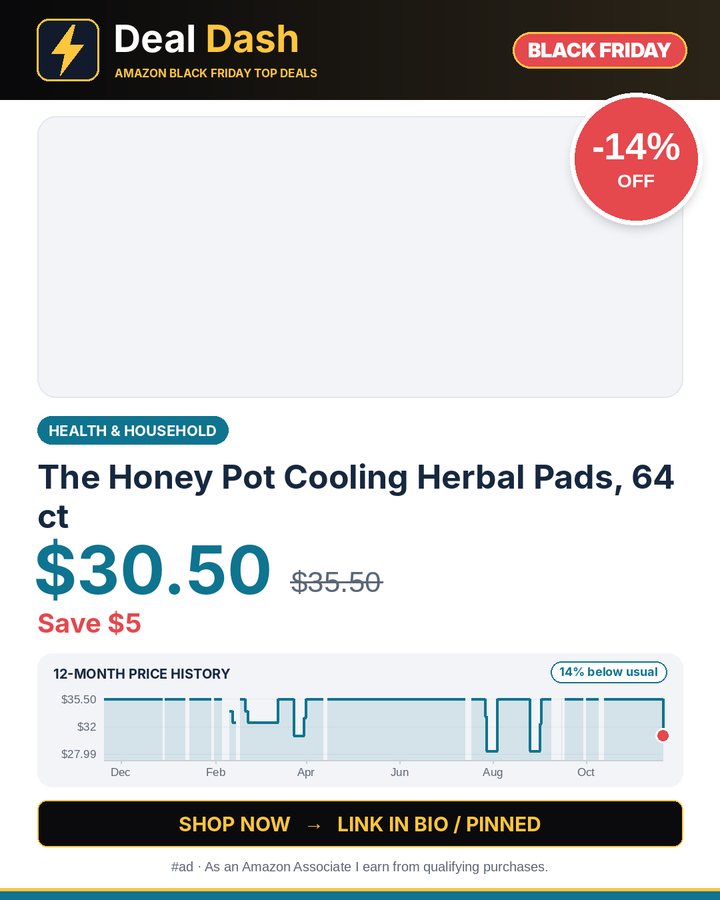 Deal Dash
AMAZON BLACK FRIDAY TOP DEALS
BLACK FRIDAY
-14%
OFF
HEALTH & HOUSEHOLD
The Honey Pot Cooling Herbal Pads, 64
ct
$30.50 $35.50
Save $5
12-MONTH PRICE HISTORY
14% below usual
$35.50
$32
$27.99
Dec Feb Apr Jun Aug Oct
SHOP NOW → LINK IN BIO / PINNED
#ad · As an Amazon Associate I earn from qualifying purchases.